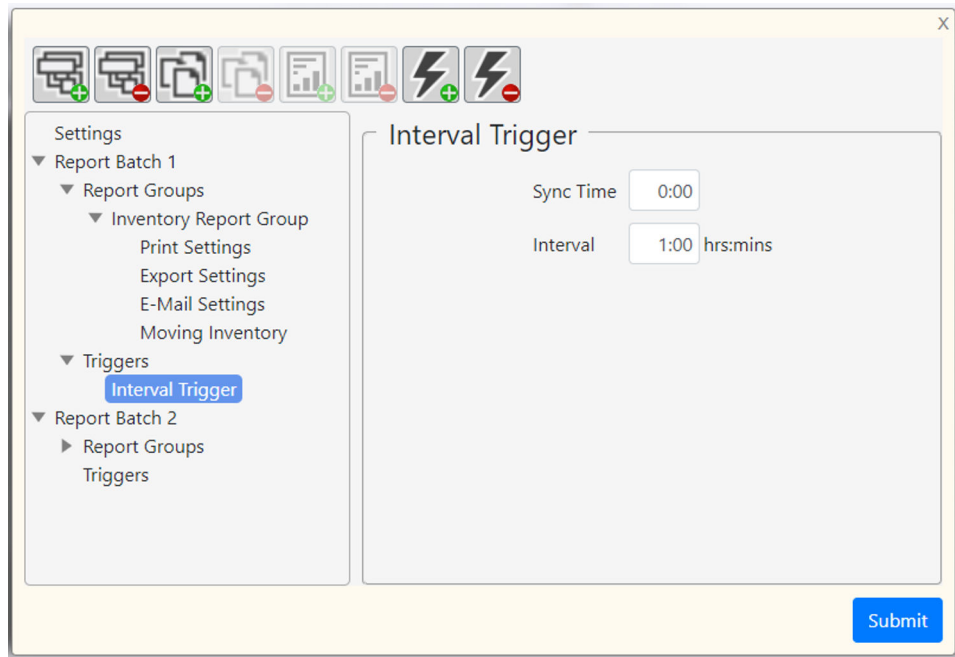 X
Settings
Report Batch 1
Report Groups
Inventory Report Group
Print Settings
Export Settings
E-Mail Settings
Moving Inventory
Triggers
Interval Trigger
Report Batch 2
Report Groups
Triggers
Interval Trigger
Sync Time 0:00
Interval 1:00 hrs:mins
Submit